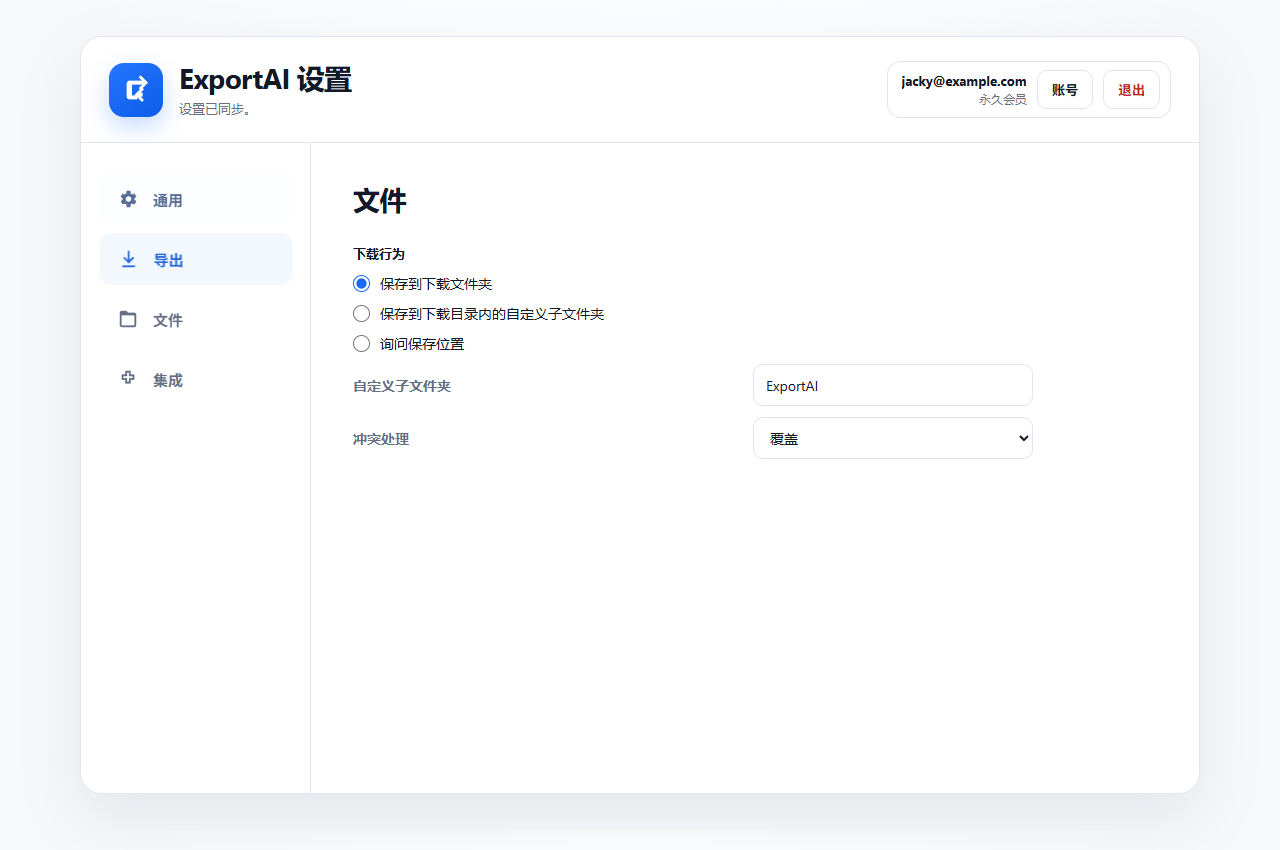 ExportAI 设置
设置已同步。
jacky@example.com
永久会员
账号
退出
通用
导出
文件
集成
文件
下载行为
保存到下载文件夹
保存到下载目录内的自定义子文件夹
询问保存位置
自定义子文件夹
ExportAI
冲突处理
覆盖